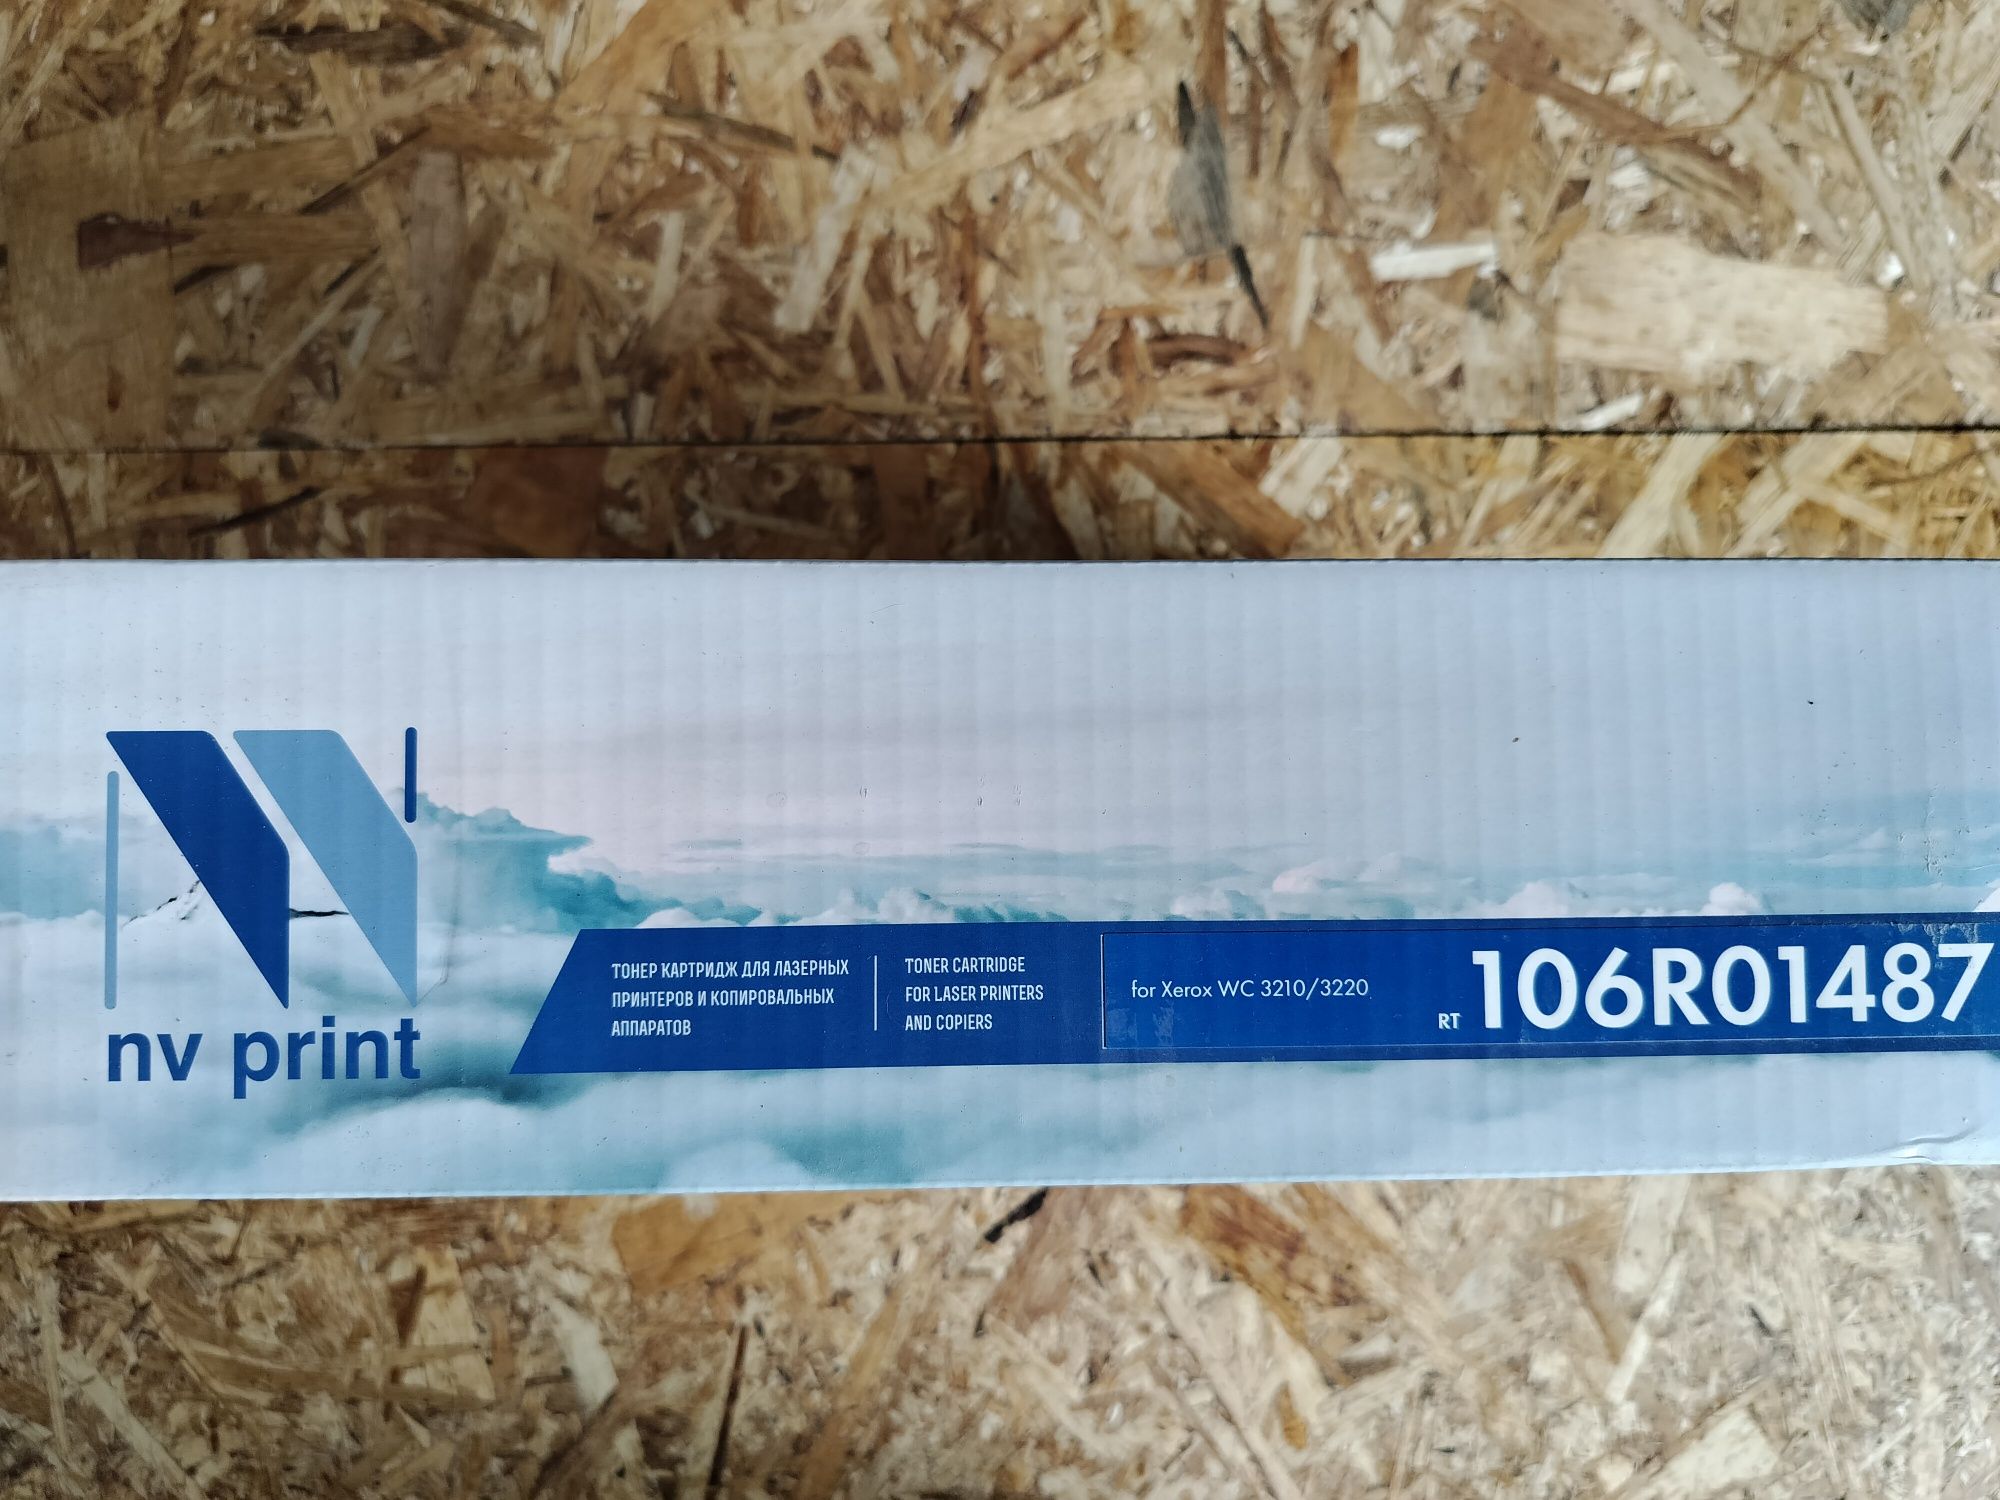 nv print
ТОНЕР КАРТРИДЖ ДЛЯ ЛАЗЕРНЫХ
ПРИНТЕРОВ И КОПИРОВАЛЬНЫХ
АППАРАТОВ
TONER CARTRIDGE
FOR LASER PRINTERS
AND COPIERS
for Xerox WC 3210/3220
RT 106R01487